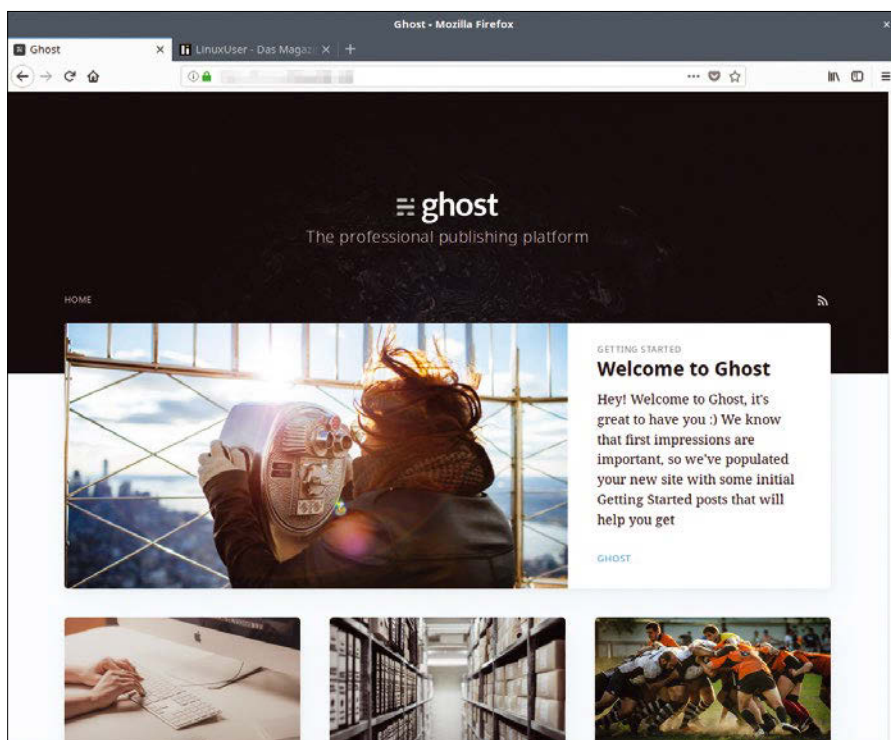 Ghost - Mozilla Firefox
Ghost
LinuxUser - Das Magazi
ghost
The professional publishing platform
HOME
GETTING STARTED
Welcome to Ghost
Hey! Welcome to Ghost, it's
great to have you :) We know
that first impressions are
important, so we've populated
your new site with some initial
Getting Started posts that will
help you get
GHOST